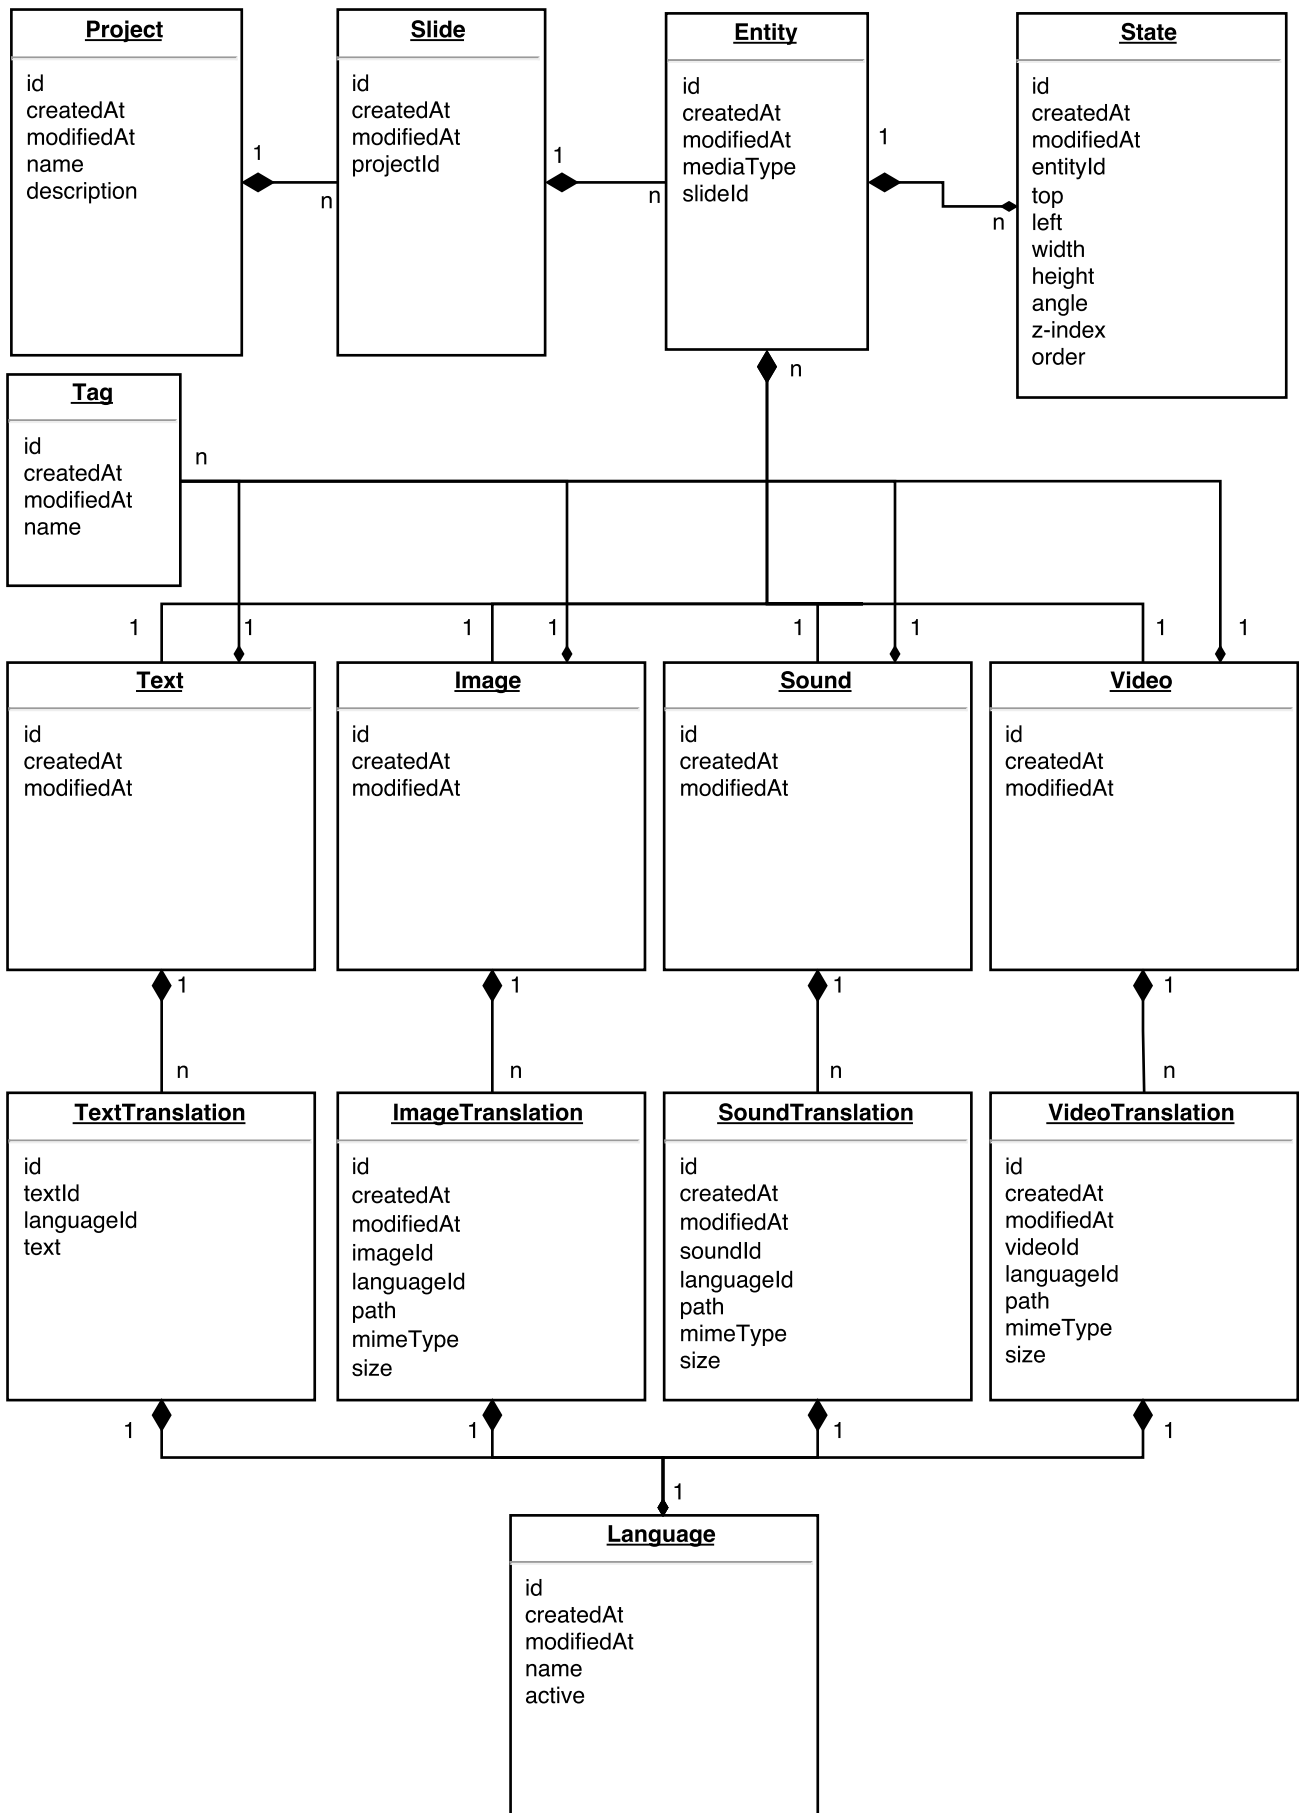 Project
id
createdAt
modifiedAt
name
description
1
n
Slide
id
createdAt
modifiedAt
projectId
1
n
Entity
id
createdAt
modifiedAt
mediaType
slideId
1
n
n
State
id
createdAt
modifiedAt
entityId
top
left
width
height
angle
z-index
order
Tag
id
createdAt
modifiedAt
name
n
1
1
1
1
1
1
1
1
Text
id
createdAt
modifiedAt
1
n
Image
id
createdAt
modifiedAt
1
n
Sound
id
createdAt
modifiedAt
1
n
Video
id
createdAt
modifiedAt
1
n
TextTranslation
id
textId
languageId
text
1
ImageTranslation
id
createdAt
modifiedAt
imageId
languageId
path
mimeType
size
1
SoundTranslation
id
createdAt
modifiedAt
soundId
languageId
path
mimeType
size
1
VideoTranslation
id
createdAt
modifiedAt
videoId
languageId
path
mimeType
size
1
1
Language
id
createdAt
modifiedAt
name
active